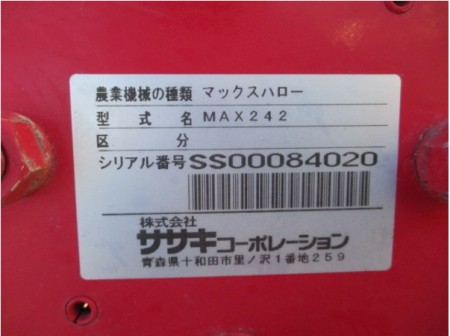 農業機械の種類 マックスハロー
型式名 MAX242
区分
シリアル番号 SS00084020
株式会社
ササキコーポレーション
青森県十和田市里ノ沢1番地259